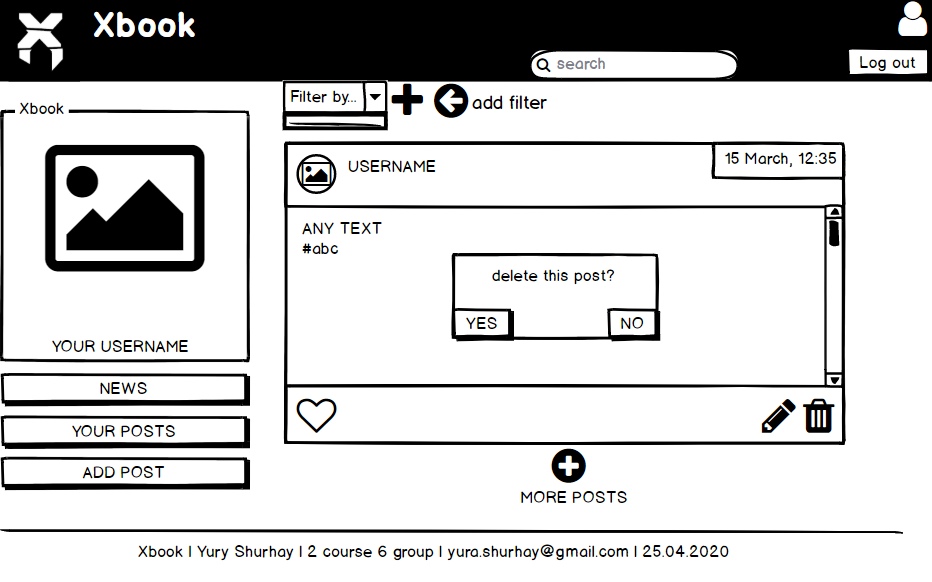 Xbook
search
Log out
Filter by...
add filter
Xbook
YOUR USERNAME
NEWS
YOUR POSTS
ADD POST
USERNAME
15 March, 12:35
ANY TEXT
#abc
delete this post?
YES
NO
MORE POSTS
Xbook | Yury Shurhay | 2 course 6 group | yura.shurhay@gmail.com | 25.04.2020